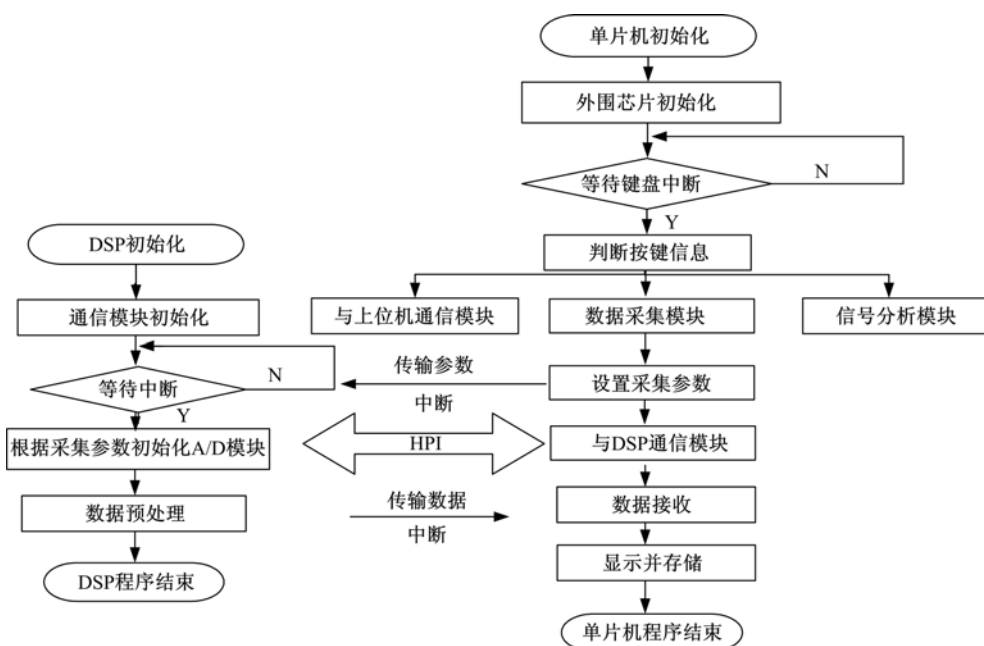 单片机初始化
外围芯片初始化
等待键盘中断
N
Y
判断按键信息
与上位机通信模块
数据采集模块
信号分析模块
设置采集参数
与DSP通信模块
数据接收
显示并存储
单片机程序结束
DSP初始化
通信模块初始化
等待中断
N
Y
根据采集参数初始化A/D模块
数据预处理
DSP程序结束
传输参数
中断
HPI
传输数据
中断